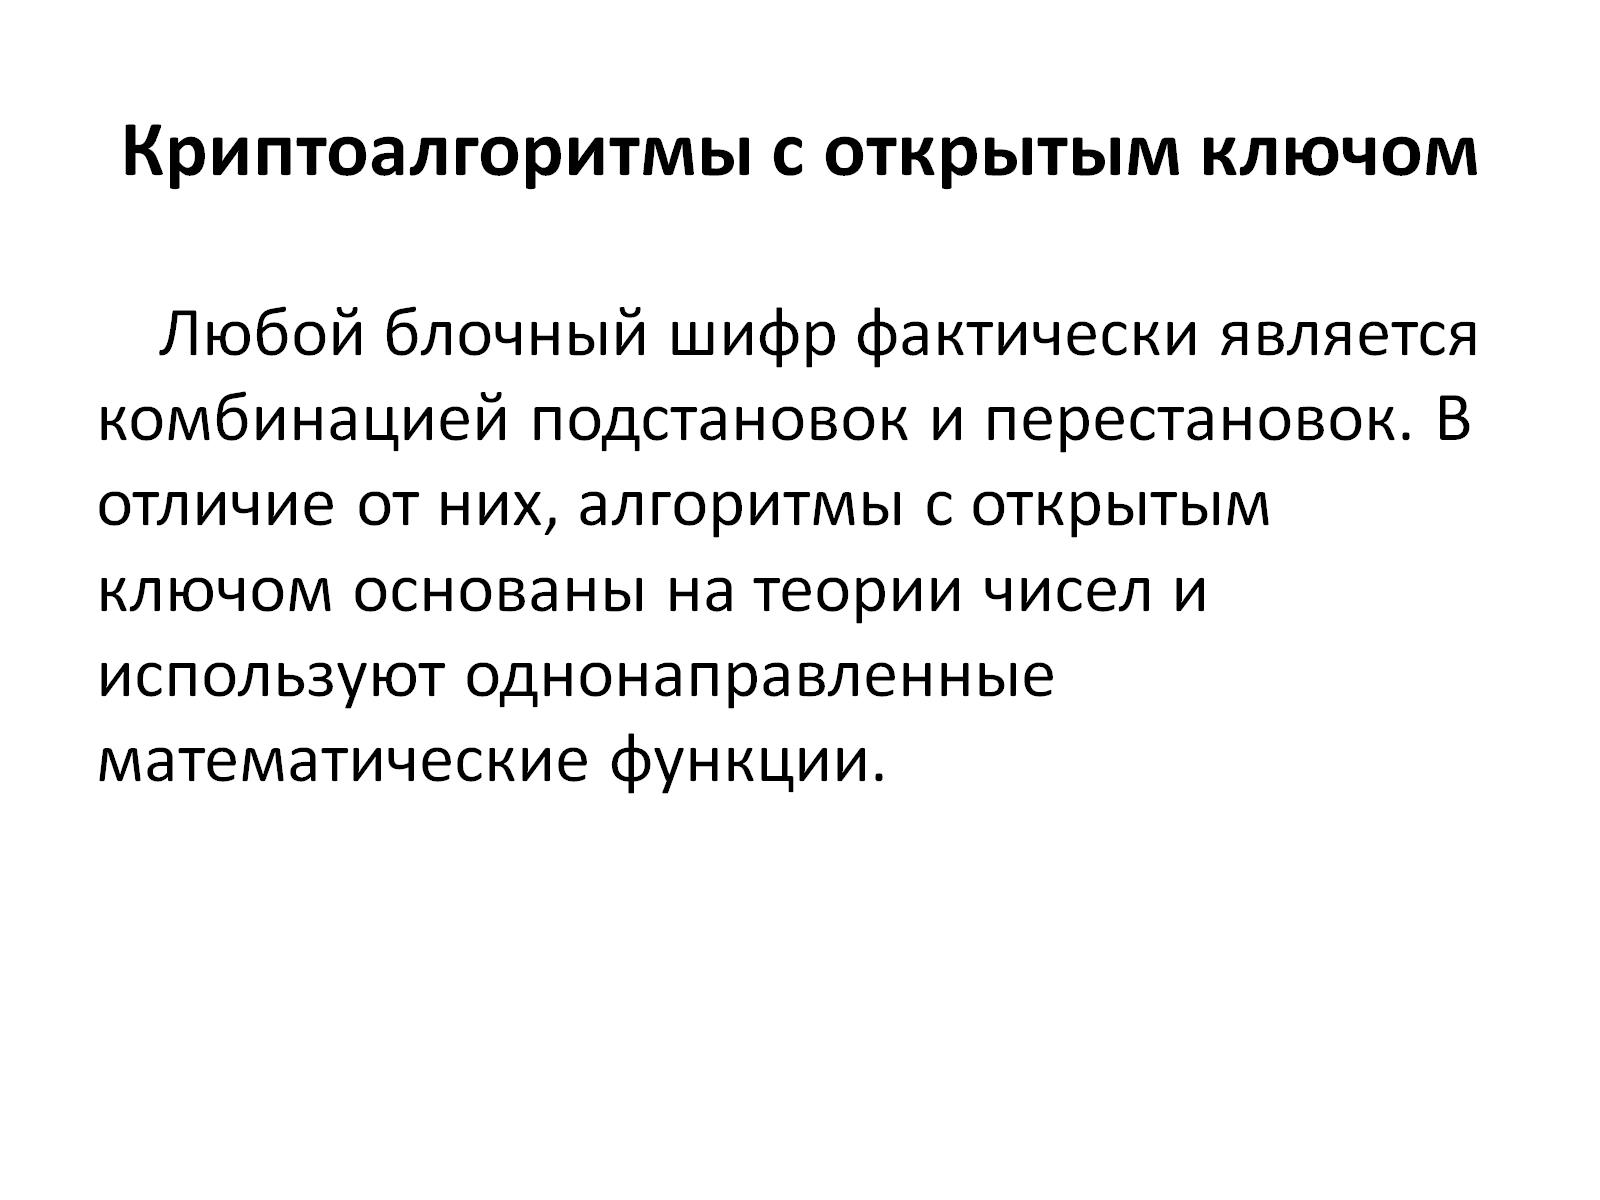 Криптоалгоритмы с открытым ключом
Любой блочный шифр фактически является
комбинацией подстановок и перестановок. В
отличие от них, алгоритмы с открытым
ключом основаны на теории чисел и
используют однонаправленные
математические функции.